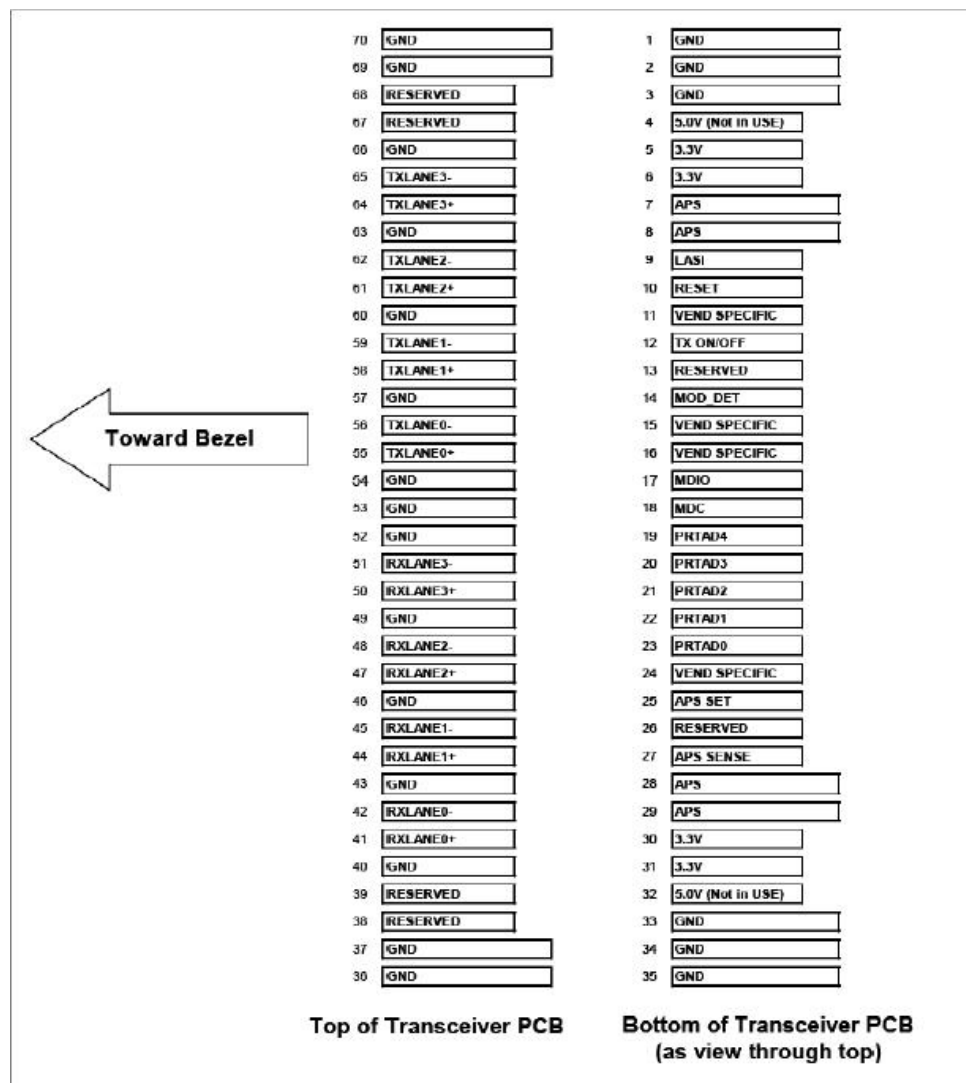 70 GND 1 GND
69 GND 2 GND
68 RESERVED 3 GND
67 RESERVED 4 5.0V (Not in USE)
66 GND 5 3.3V
65 TXLANE3- 6 3.3V
64 TXLANE3+ 7 APS
63 GND 8 APS
62 TXLANE2- 9 LASI
61 TXLANE2+ 10 RESET
60 GND 11 VEND SPECIFIC
59 TXLANE1- 12 TX ON/OFF
58 TXLANE1+ 13 RESERVED
57 GND 14 MOD_DET
56 TXLANE0- 15 VEND SPECIFIC
Toward Bezel
55 TXLANE0+ 16 VEND SPECIFIC
54 GND 17 MDIO
53 GND 18 MDC
52 GND 19 PRTAD4
51 RXLANE3- 20 PRTAD3
50 RXLANE3+ 21 PRTAD2
49 GND 22 PRTAD1
48 RXLANE2- 23 PRTAD0
47 RXLANE2+ 24 VEND SPECIFIC
46 GND 25 APS SET
45 RXLANE1- 26 RESERVED
44 RXLANE1+ 27 APS SENSE
43 GND 28 APS
42 RXLANE0- 29 APS
41 RXLANE0+ 30 3.3V
40 GND 31 3.3V
39 RESERVED 32 5.0V (Not in USE)
38 RESERVED 33 GND
37 GND 34 GND
36 GND 35 GND
Top of Transceiver PCB Bottom of Transceiver PCB
(as view through top)